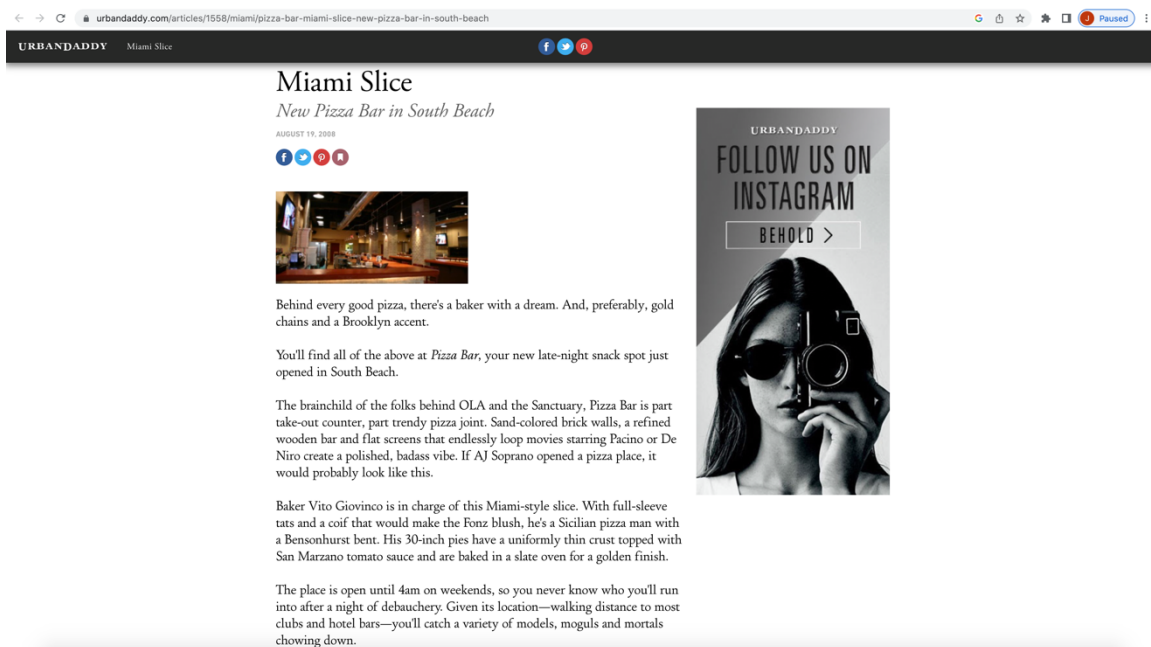 urbandaddy.com/articles/1558/miami/pizza-bar-miami-slice-new-pizza-bar-in-south-beach
Paused
J
URBANDADDY
Miami Slice
Miami Slice
New Pizza Bar in South Beach
AUGUST 19, 2008
URBANDADDY
FOLLOW US ON
INSTAGRAM
BEHOLD >
Behind every good pizza, there's a baker with a dream. And, preferably, gold
chains and a Brooklyn accent.
You'll find all of the above at Pizza Bar, your new late-night snack spot just
opened in South Beach.
The brainchild of the folks behind OLA and the Sanctuary, Pizza Bar is part
take-out counter, part trendy pizza joint. Sand-colored brick walls, a refined
wooden bar and flat screens that endlessly loop movies starring Pacino or De
Niro create a polished, badass vibe. If AJ Soprano opened a pizza place, it
would probably look like this.
Baker Vito Giovinco is in charge of this Miami-style slice. With full-sleeve
tats and a coif that would make the Fonz blush, he's a Sicilian pizza man with
a Bensonhurst bent. His 30-inch pies have a uniformly thin crust topped with
San Marzano tomato sauce and are baked in a slate oven for a golden finish.
The place is open until 4am on weekends, so you never know who you'll run
into after a night of debauchery. Given its location—walking distance to most
clubs and hotel bars—you'll catch a variety of models, moguls and mortals
chowing down.